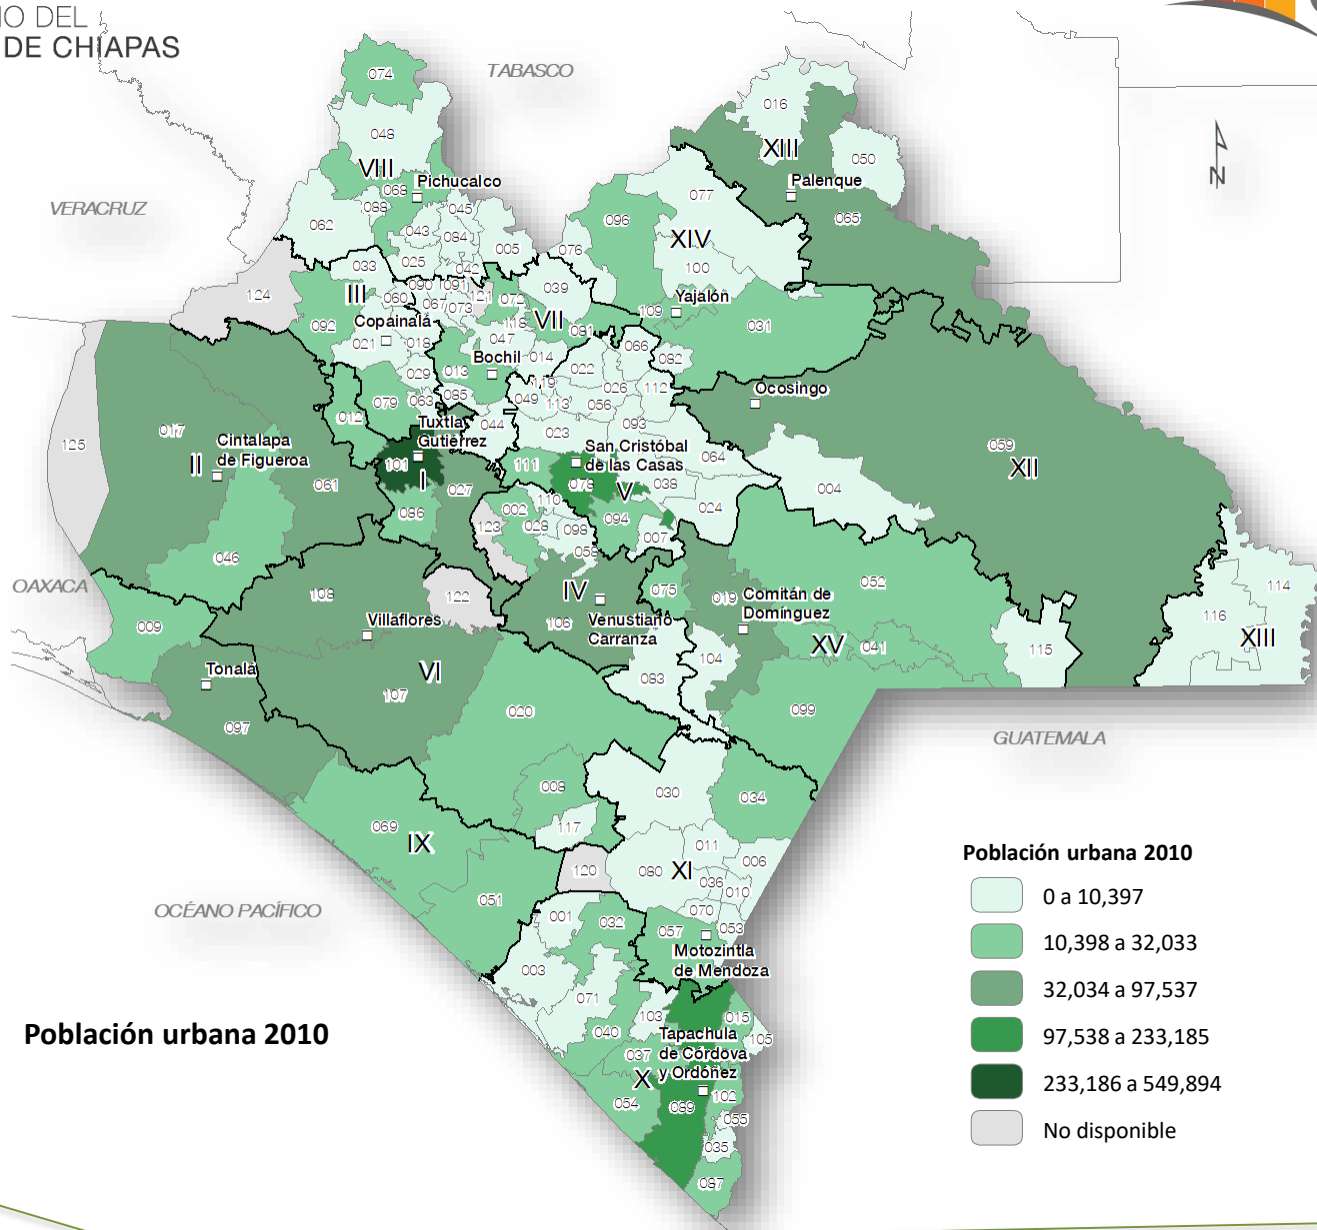 IO DEL
DE CHIAPAS
TABASCO
VERACRUZ
OAXACA
GUATEMALA
OCÉANO PACÍFICO
N
074
048
VIII
068
Pichucalco
088
045
062
043
084
005
025
042
033
III
060
090
091
121
067
073
072
118
039
VII
081
124
092
Copainalá
021
018
029
047
Bochil
013
014
119
085
063
079
012
Tuxtla
Gutiérrez
101
I
027
086
044
076
096
077
XIV
100
Yajalón
109
031
016
XIII
050
Palenque
065
066
082
022
026
112
049
113
056
093
023
San Cristóbal
de las Casas
111
078
V
038
064
024
094
007
Ocosingo
059
XII
004
125
017
II
Cintalapa
de Figueroa
061
046
002
110
028
098
058
123
IV
106
Venustiano
Carranza
075
019
Comitán de
Domínguez
052
XV
041
115
114
116
XIII
104
083
099
009
108
122
Villaflores
VI
107
Tonalá
097
020
008
117
030
034
069
IX
051
120
080
XI
011
006
036
010
070
053
057
Motozintla
de Mendoza
001
032
003
071
040
103
015
105
Tapachula
de Córdova
y Ordóñez
037
X
054
089
102
055
035
087
Población urbana 2010
Población urbana 2010
0 a 10,397
10,398 a 32,033
32,034 a 97,537
97,538 a 233,185
233,186 a 549,894
No disponible